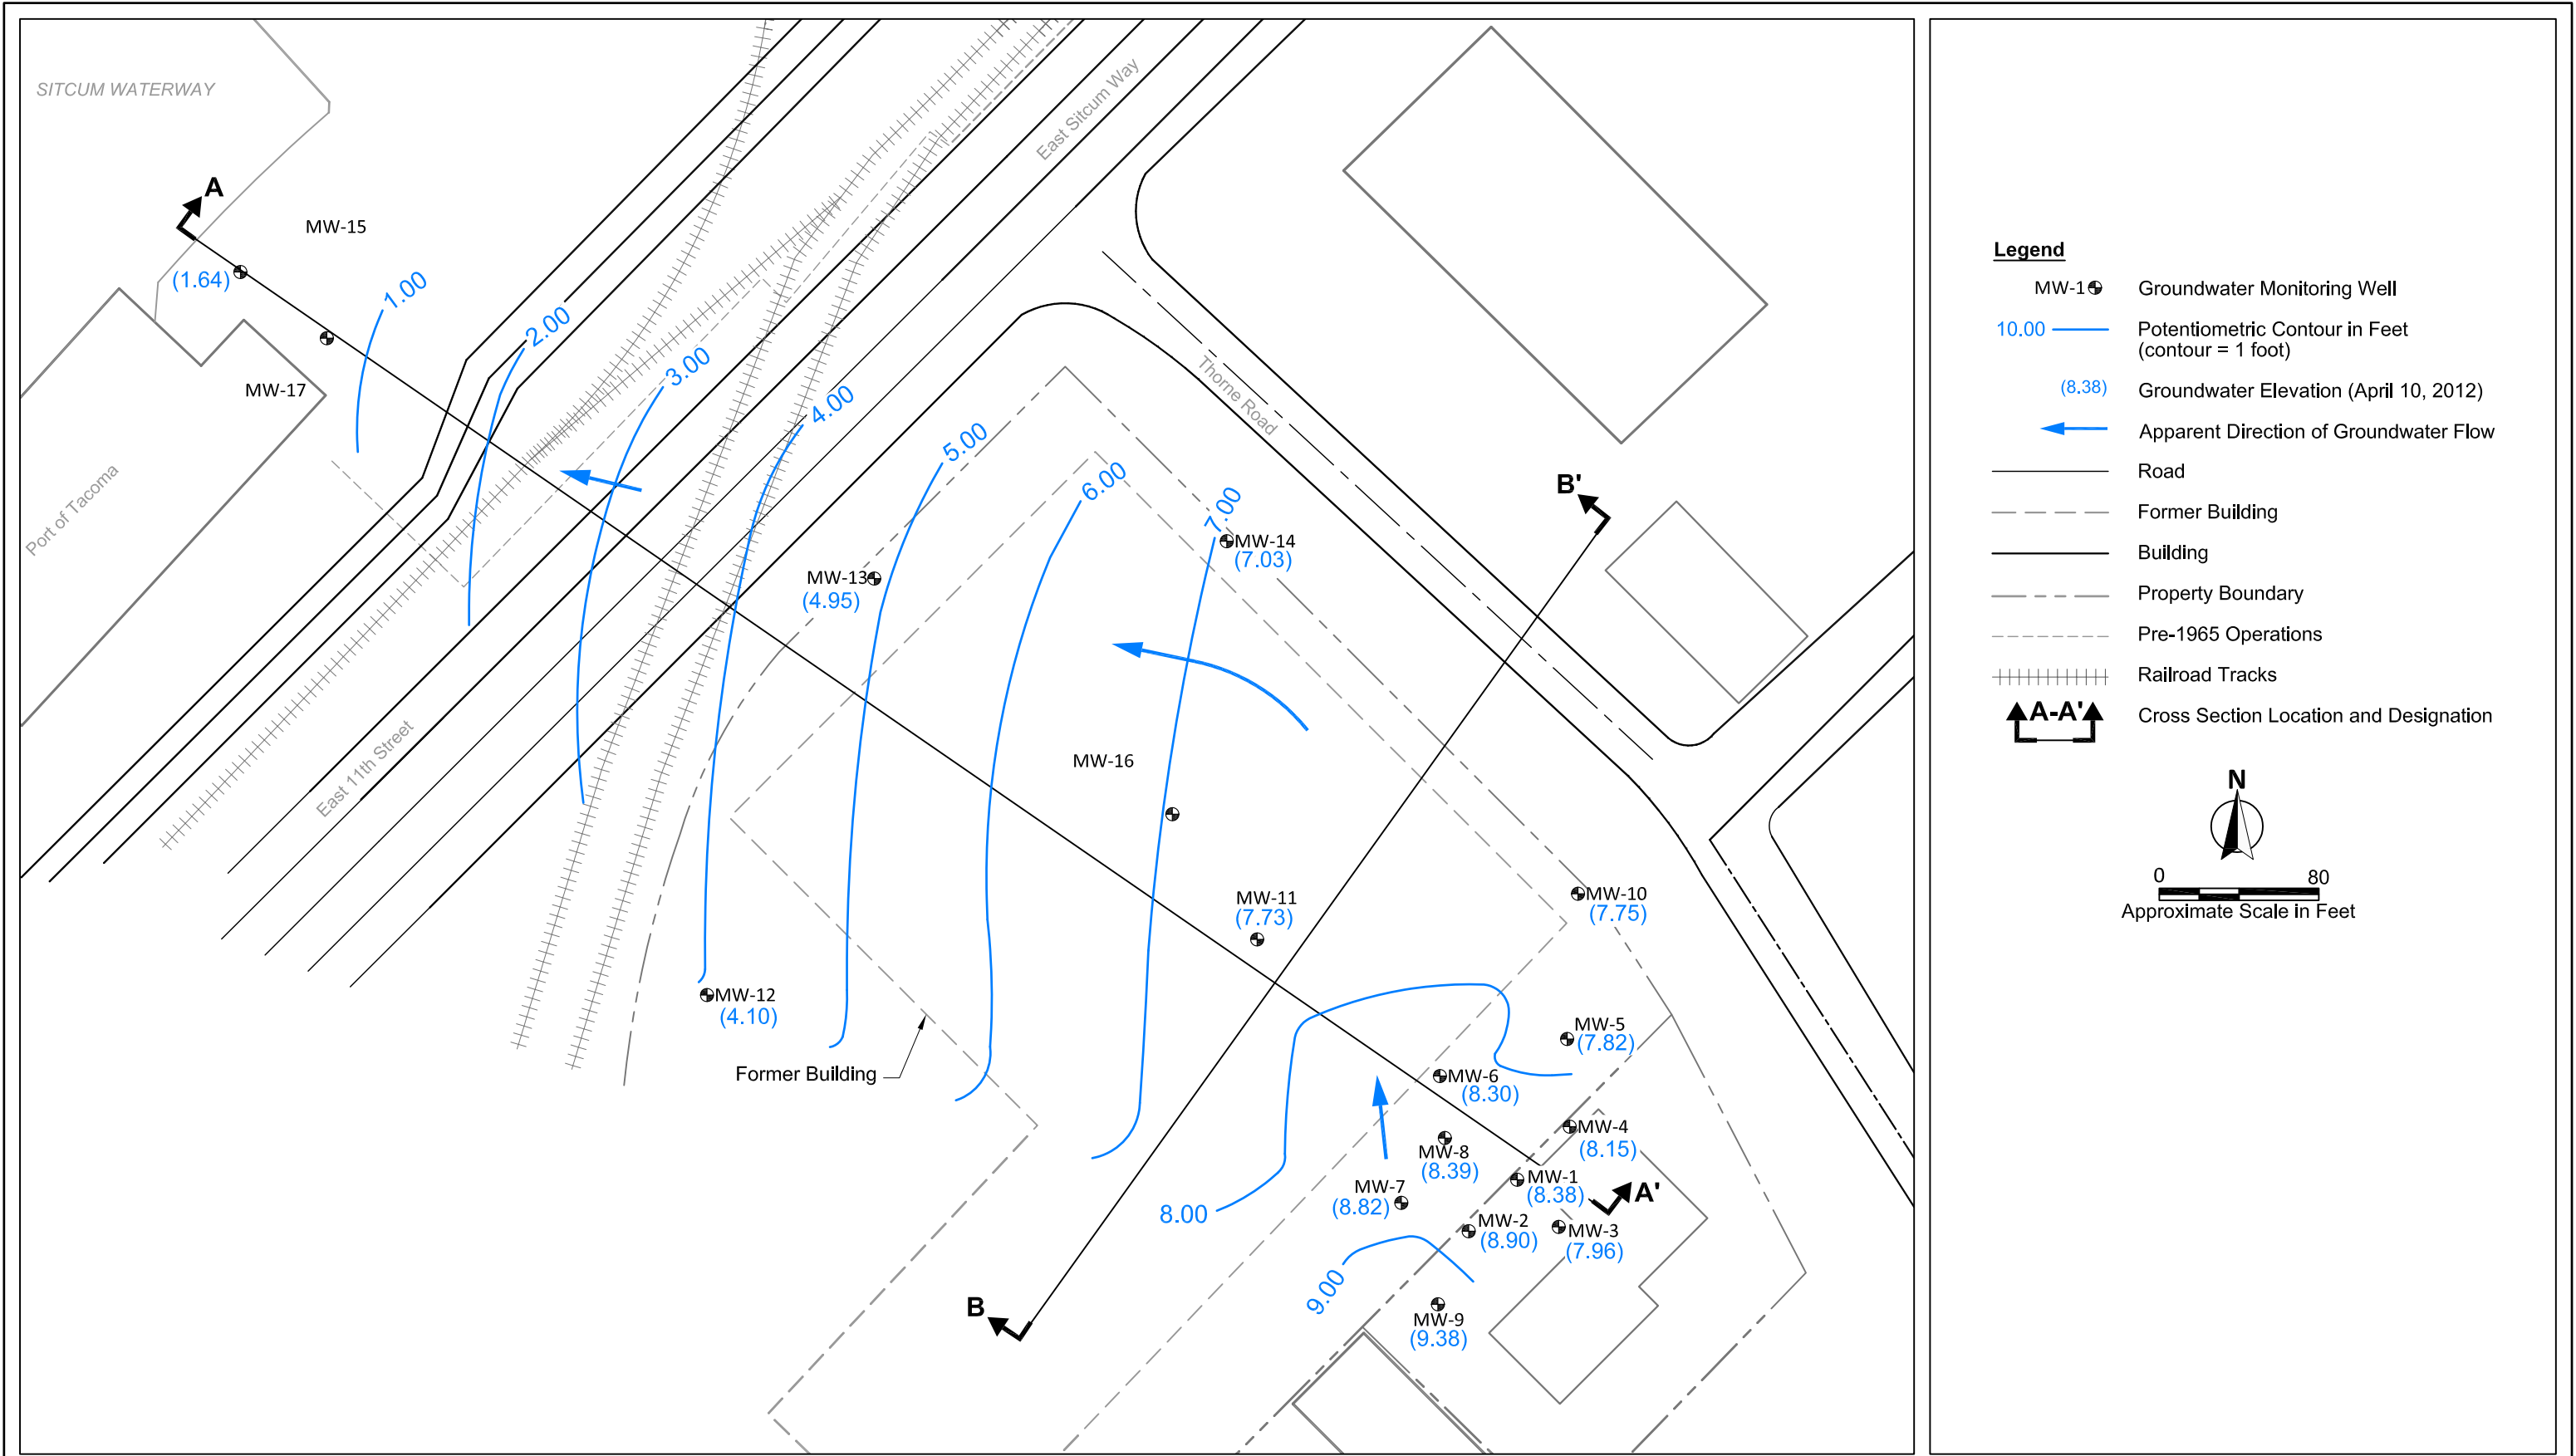 SITCUM WATERWAY
A
MW-15
(1.64)
1.00
MW-17
2.00
3.00
4.00
5.00
6.00
7.00
East Sitcum Way
Thorne Road
Port of Tacoma
East 11th Street
B'
MW-14
(7.03)
MW-13
(4.95)
MW-16
MW-11
(7.73)
MW-10
(7.75)
MW-12
(4.10)
Former Building
MW-5
(7.82)
MW-6
(8.30)
MW-4
(8.15)
MW-8
(8.39)
MW-1
(8.38)
A'
MW-7
(8.82)
8.00
MW-2
(8.90)
MW-3
(7.96)
9.00
B
MW-9
(9.38)
Legend
MW-1 Groundwater Monitoring Well
10.00 Potentiometric Contour in Feet
(contour = 1 foot)
(8.38) Groundwater Elevation (April 10, 2012)
Apparent Direction of Groundwater Flow
Road
Former Building
Building
Property Boundary
Pre-1965 Operations
Railroad Tracks
A-A' Cross Section Location and Designation
N
0 80
Approximate Scale in Feet